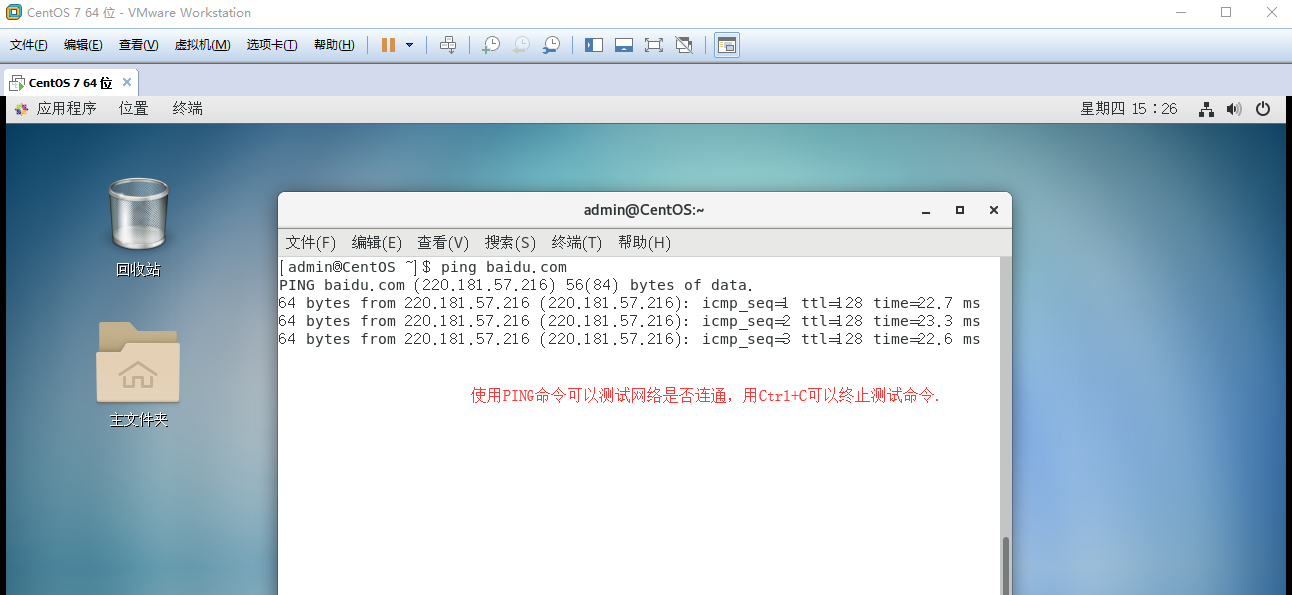 CentOS 7 64 位 - VMware Workstation
文件(F) 编辑(E) 查看(V) 虚拟机(M) 选项卡(T) 帮助(H)
CentOS 7 64 位
应用程序 位置 终端 星期四 15：26
回收站
主文件夹
admin@CentOS:~
文件(F) 编辑(E) 查看(V) 搜索(S) 终端(T) 帮助(H)
[admin@CentOS ~]$ ping baidu.com
PING baidu.com (220.181.57.216) 56(84) bytes of data.
64 bytes from 220.181.57.216 (220.181.57.216): icmp_seq=1 ttl=128 time=22.7 ms
64 bytes from 220.181.57.216 (220.181.57.216): icmp_seq=2 ttl=128 time=23.3 ms
64 bytes from 220.181.57.216 (220.181.57.216): icmp_seq=3 ttl=128 time=22.6 ms
使用PING命令可以测试网络是否连通，用Ctrl+C可以终止测试命令.